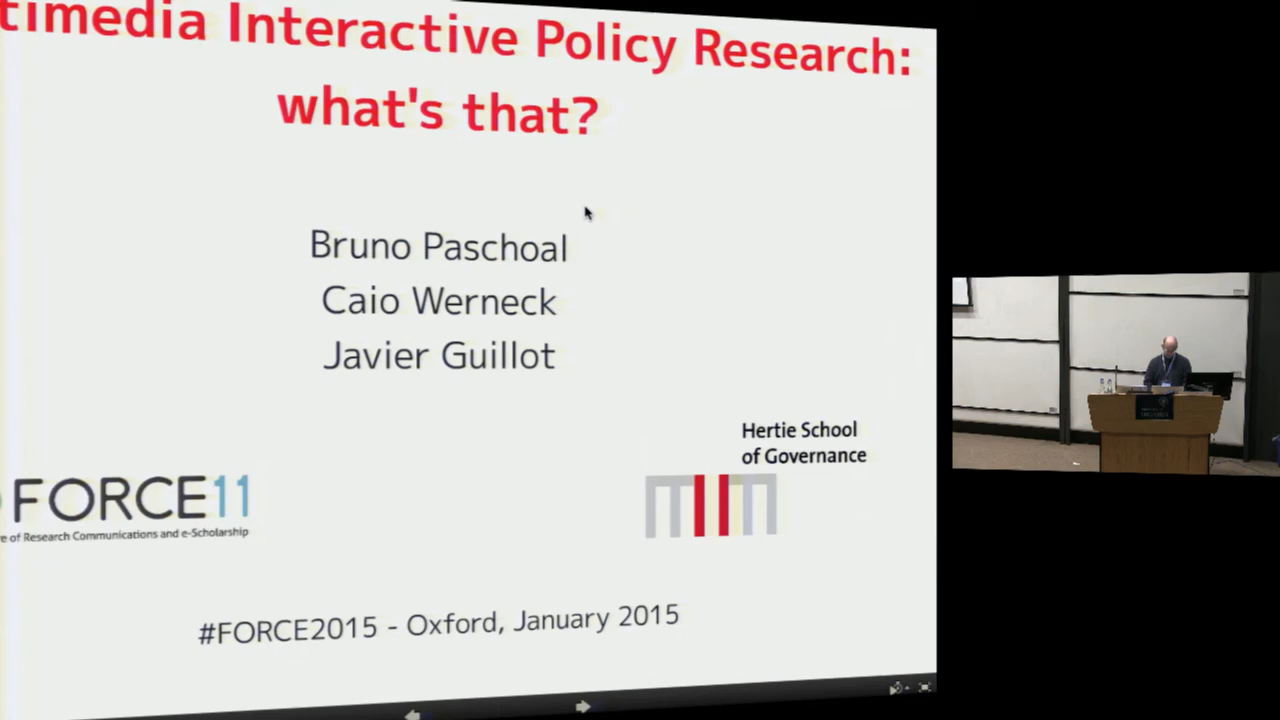 timedia Interactive Policy Research:
what's that?
Bruno Paschoal
Caio Werneck
Javier Guillot
Hertie School
of Governance
FORCE11
e of Research Communications and e-Scholarship
#FORCE2015 - Oxford, January 2015